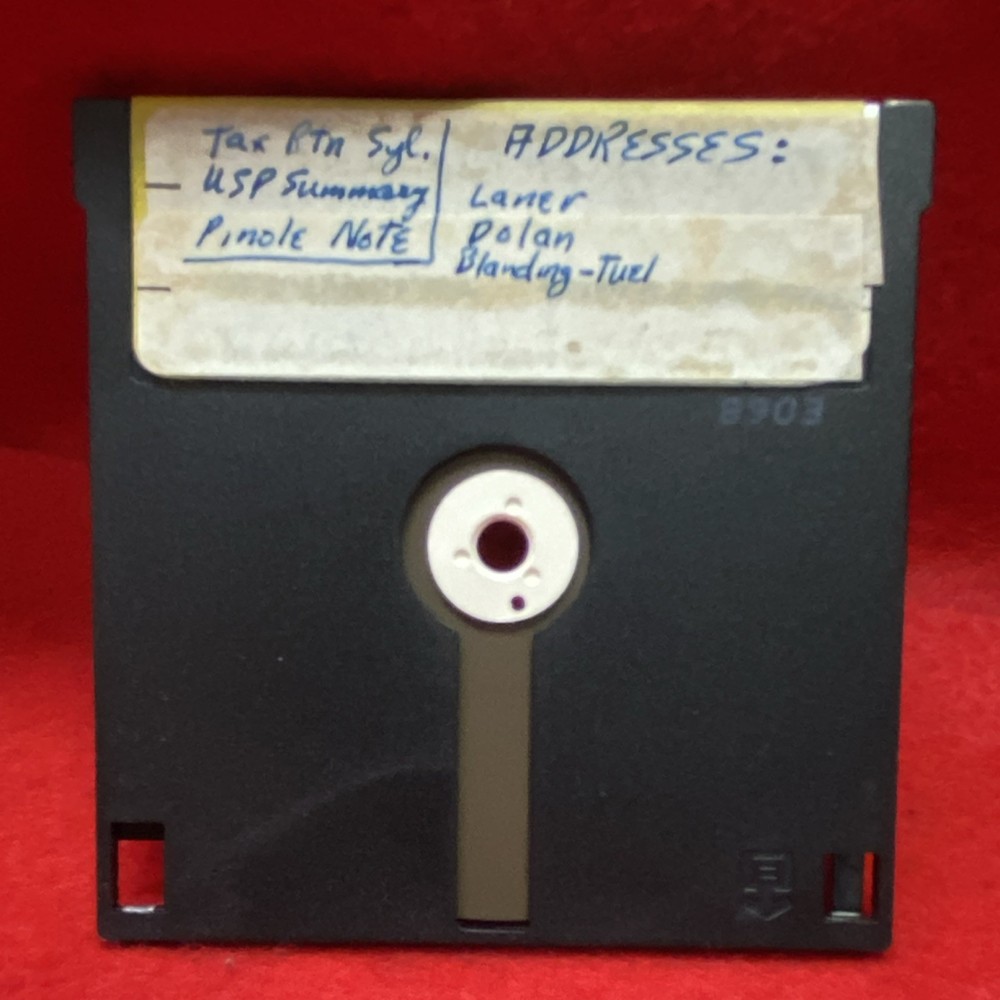 Tax Rtn Syl.
USP Summary
Pinole Note
ADDRESSES:
Laner
Dolan
Blanding-Tuel
8903